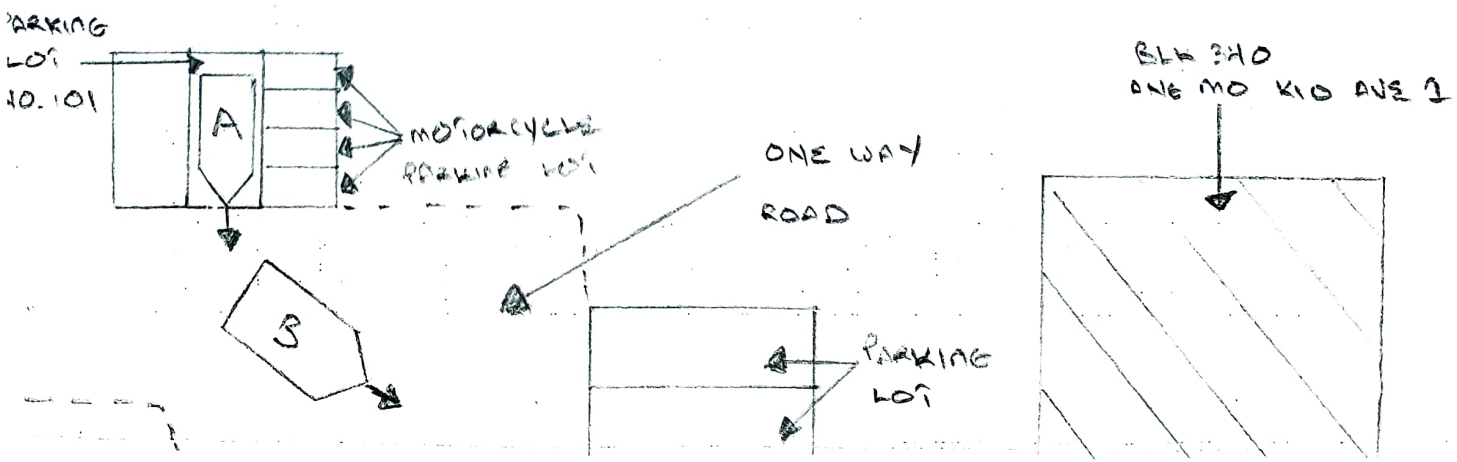 PARKING
LOT
NO. 101
A
MOTORCYCLE
PARKING LOT
ONE WAY
ROAD
BLK 340
ANG MO KIO AVE 1
B
PARKING
LOT